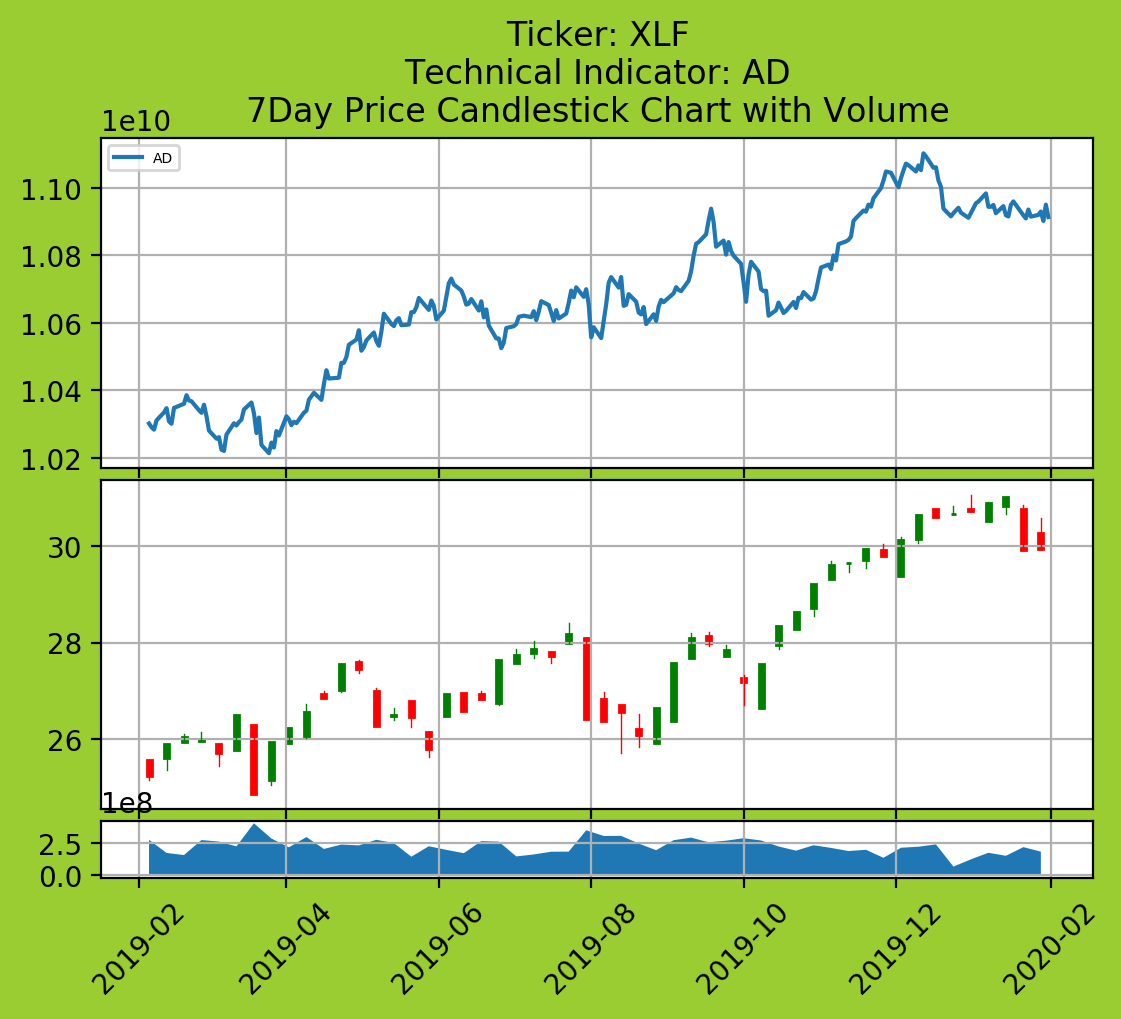 Ticker: XLF
Technical Indicator: AD
7Day Price Candlestick Chart with Volume
1e10
AD
1.10
1.08
1.06
1.04
1.02
30
28
26
1e8
2.5
0.0
2019-02
2019-04
2019-06
2019-08
2019-10
2019-12
2020-02